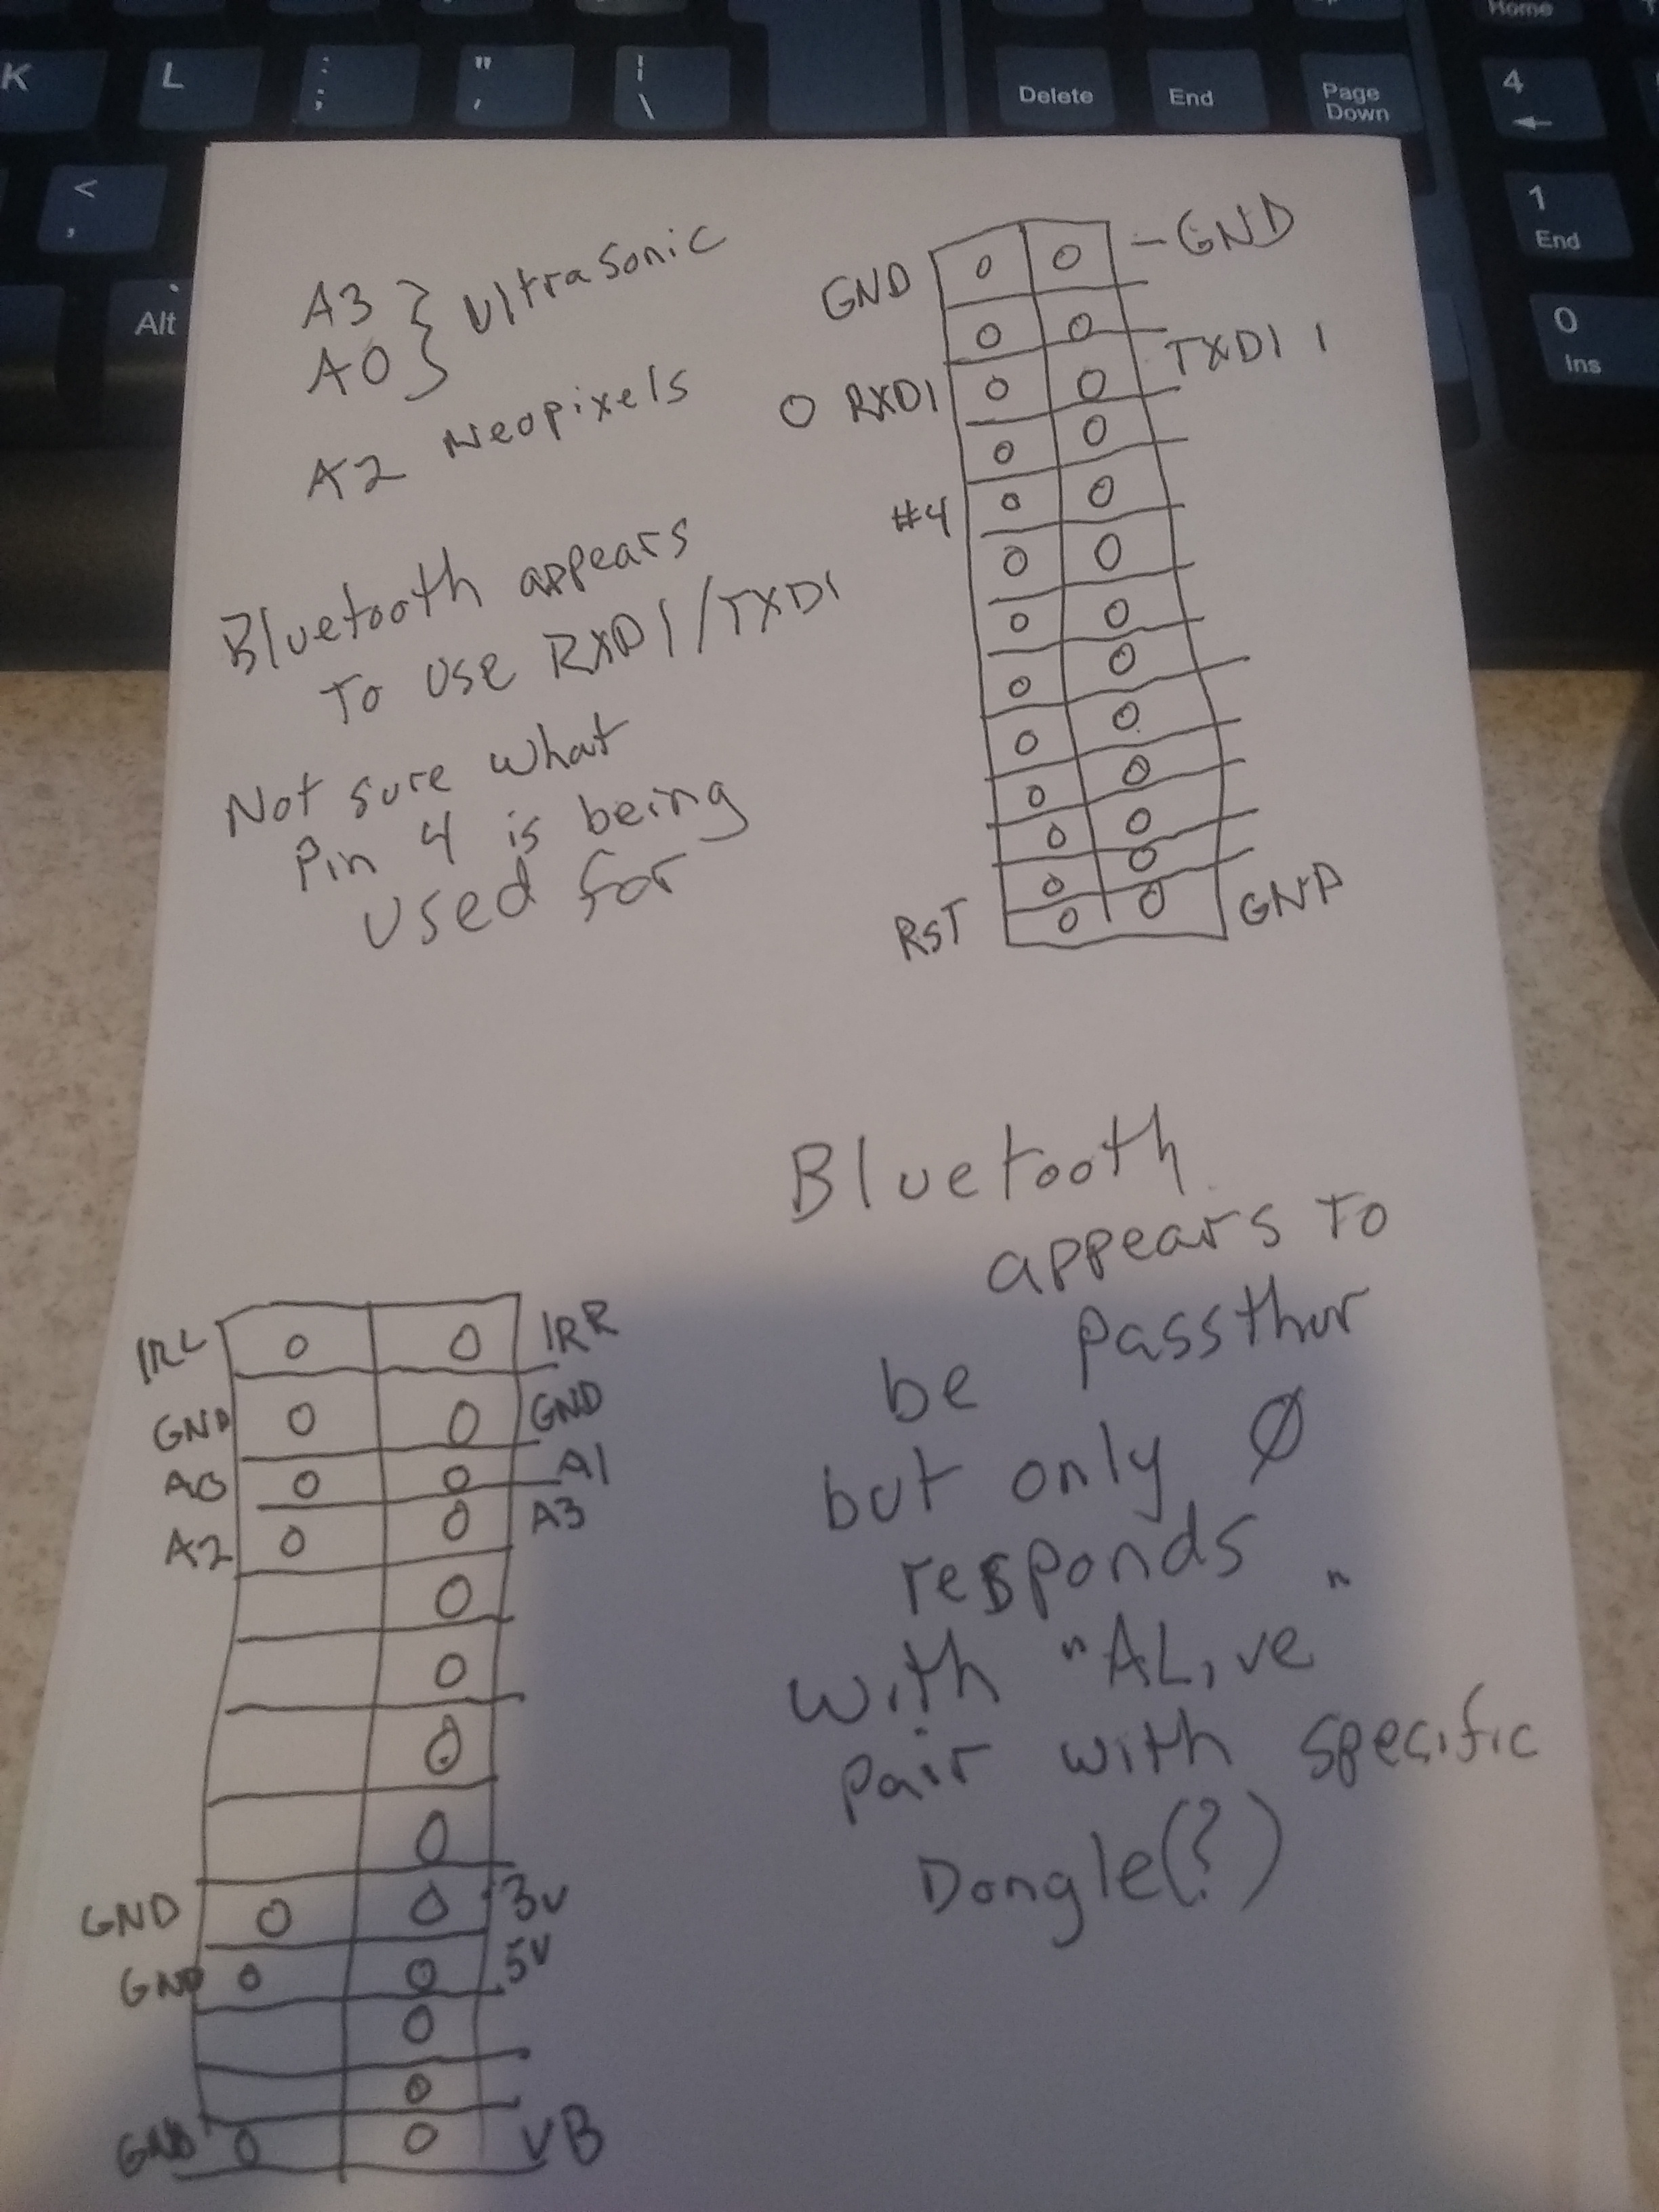 Home
K
L
:
;
"
,
|
\
Delete
End
Page
Down
4
←
<
,
1
End
Alt
0
Ins
A3 } Ultrasonic
A0
A2 Neopixels
Bluetooth appears
To use RXD1/TXD1
Not sure what
Pin 4 is being
used for
GND
- GND
TXD1 1
0 RXD1
#4
RST
GND
Bluetooth
appears to
be Passthur
but only Ø
responds
with "ALive"
pair with specific
Dongle(?)
IRL
IRR
GND
GND
A0
A1
A2
A3
GND
3v
GND
5v
GND
VB